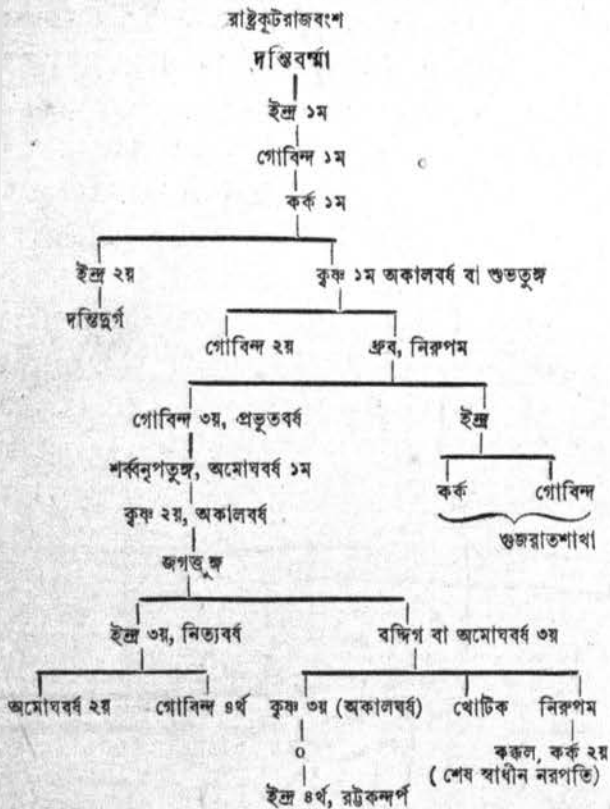 রাষ্ট্রকূটরাজবংশ
দন্তিবর্ম্মা
ইন্দ্র ১ম
গোবিন্দ ১ম
কর্ক ১ম
ইন্দ্র ২য় কৃষ্ণ ১ম অকালবর্ষ বা শুভতুঙ্গ
দন্তিদুর্গ
গোবিন্দ ২য় ধ্রুব, নিরুপম
গোবিন্দ ৩য়, প্রভূতবর্ষ ইন্দ্র
শর্ব্বনৃপতুঙ্গ, অমোঘবর্ষ ১ম
কর্ক গোবিন্দ
কৃষ্ণ ২য়, অকালবর্ষ
গুজরাতশাখা
জগত্তুঙ্গ
ইন্দ্র ৩য়, নিত্যবর্ষ বদ্দিগ বা অমোঘবর্ষ ৩য়
অমোঘবর্ষ ২য় গোবিন্দ ৪র্থ কৃষ্ণ ৩য় (অকালবর্ষ) খোটিক নিরুপম
০ কক্কল, কর্ক ২য়
( শেষ স্বাধীন নরপতি)
ইন্দ্র ৪র্থ, রট্টকন্দর্প